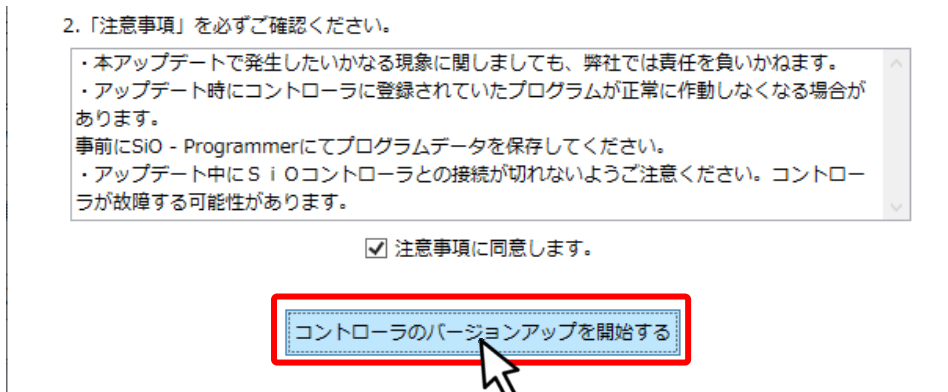 2.「注意事項」を必ずご確認ください。
・本アップデートで発生したいかなる現象に関しましても、弊社では責任を負いかねます。
・アップデート時にコントローラに登録されていたプログラムが正常に作動しなくなる場合が
あります。
事前にSiO - Programmerにてプログラムデータを保存してください。
・アップデート中にＳｉＯコントローラとの接続が切れないようご注意ください。コントロー
ラが故障する可能性があります。
注意事項に同意します。
コントローラのバージョンアップを開始する